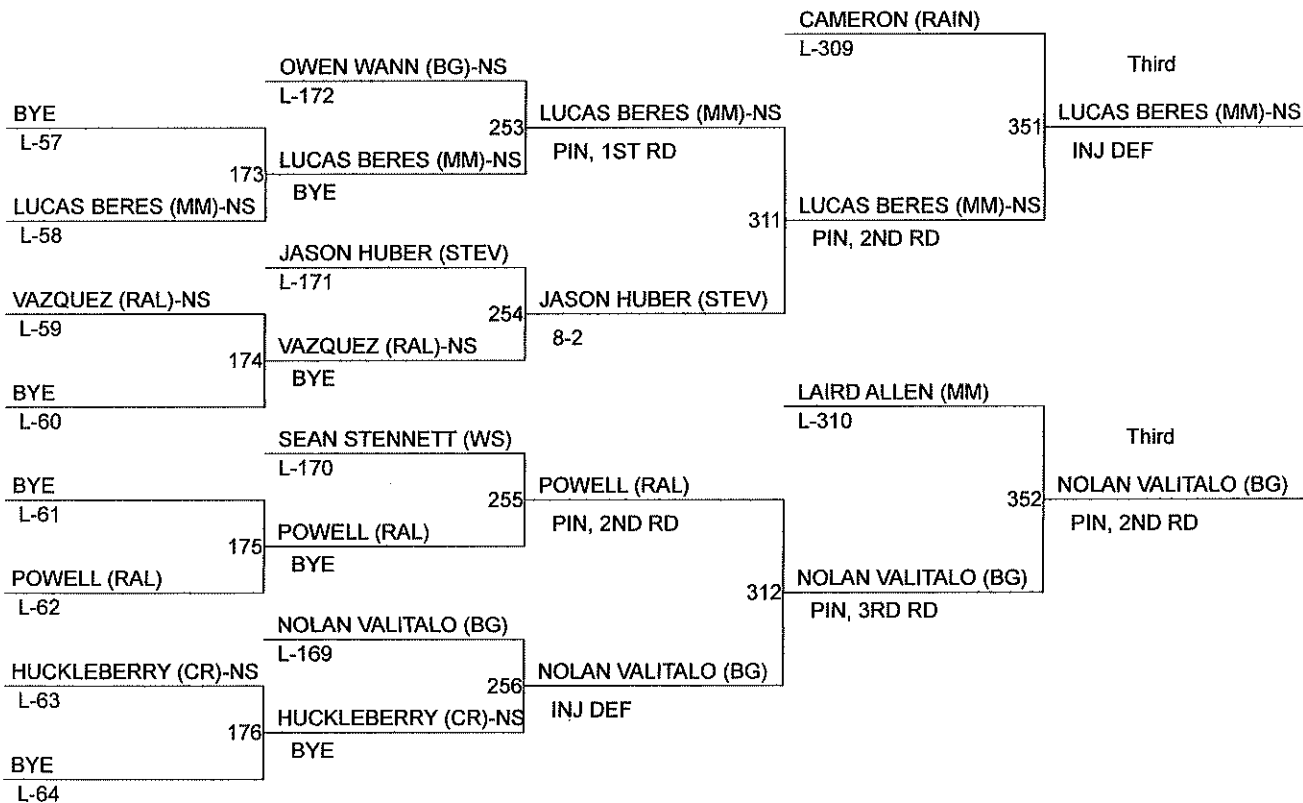 CAMERON (RAIN)
L-309
Third
OWEN WANN (BG)-NS
L-172
BYE
L-57
253
LUCAS BERES (MM)-NS
PIN, 1ST RD
351
LUCAS BERES (MM)-NS
INJ DEF
173
LUCAS BERES (MM)-NS
BYE
LUCAS BERES (MM)-NS
L-58
311
LUCAS BERES (MM)-NS
PIN, 2ND RD
JASON HUBER (STEV)
L-171
VAZQUEZ (RAL)-NS
L-59
254
JASON HUBER (STEV)
8-2
174
VAZQUEZ (RAL)-NS
BYE
BYE
L-60
LAIRD ALLEN (MM)
L-310
Third
SEAN STENNETT (WS)
L-170
BYE
L-61
255
POWELL (RAL)
PIN, 2ND RD
352
NOLAN VALITALO (BG)
PIN, 2ND RD
175
POWELL (RAL)
BYE
POWELL (RAL)
L-62
312
NOLAN VALITALO (BG)
PIN, 3RD RD
NOLAN VALITALO (BG)
L-169
HUCKLEBERRY (CR)-NS
L-63
256
NOLAN VALITALO (BG)
INJ DEF
176
HUCKLEBERRY (CR)-NS
BYE
BYE
L-64